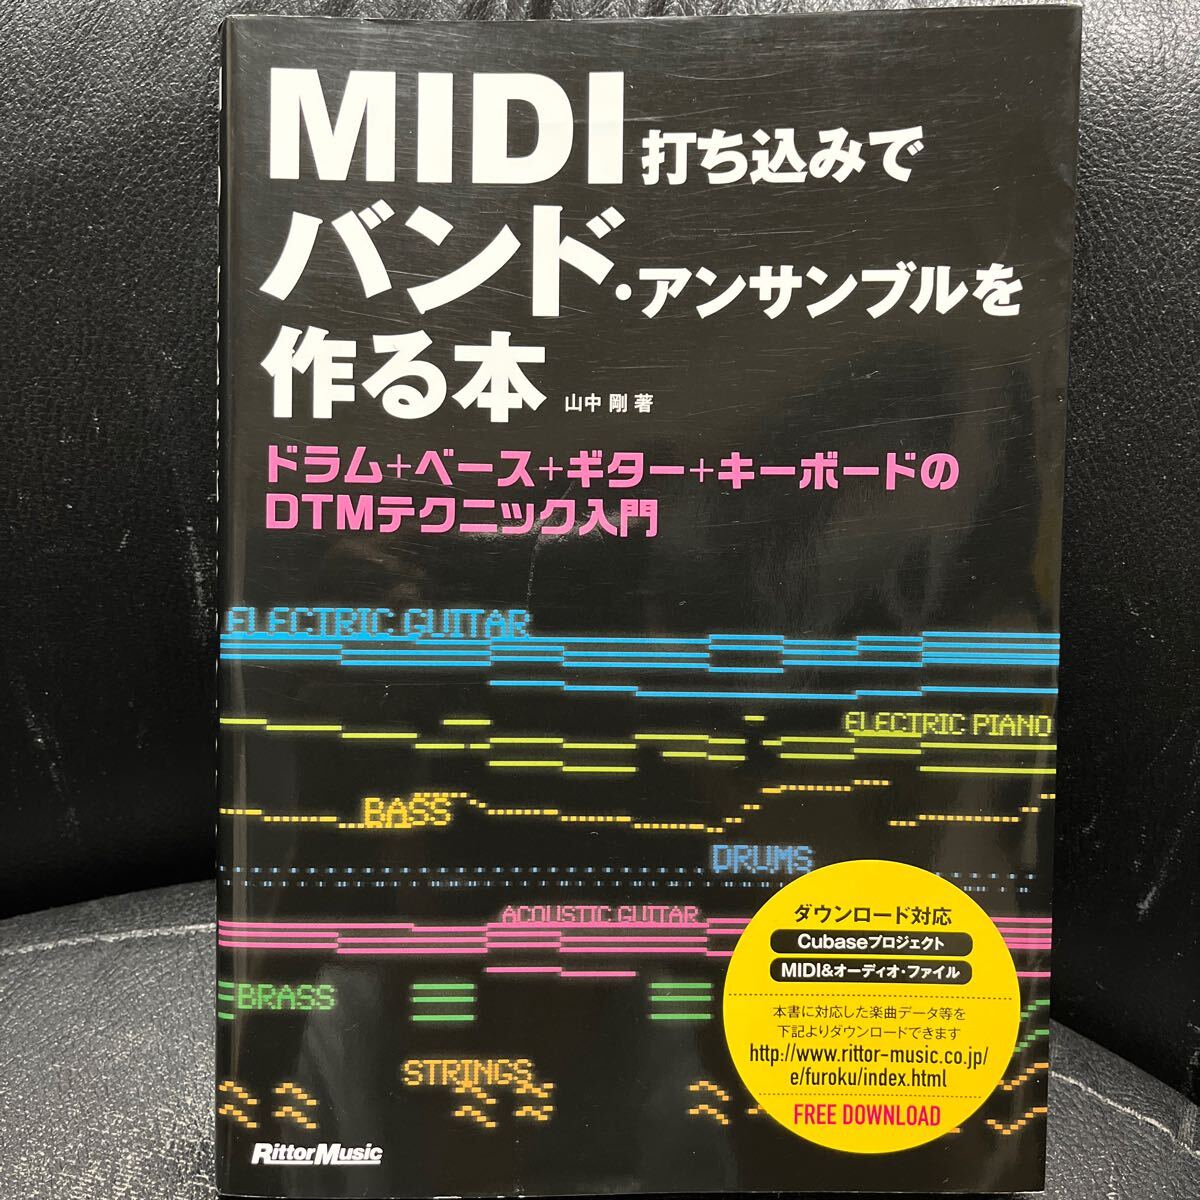 MIDI打ち込みで
バンド・アンサンブルを
作る本 山中 剛 著
ドラム+ベース+ギター+キーボードの
DTMテクニック入門
ELECTRIC GUITAR
ELECTRIC PIANO
BASS
DRUMS
ACOUSTIC GUITAR
BRASS
STRINGS
ダウンロード対応
Cubaseプロジェクト
MIDI&オーディオ・ファイル
本書に対応した楽曲データ等を
下記よりダウンロードできます
http://www.rittor-music.co.jp/
e/furoku/index.html
FREE DOWNLOAD
RittorMusic